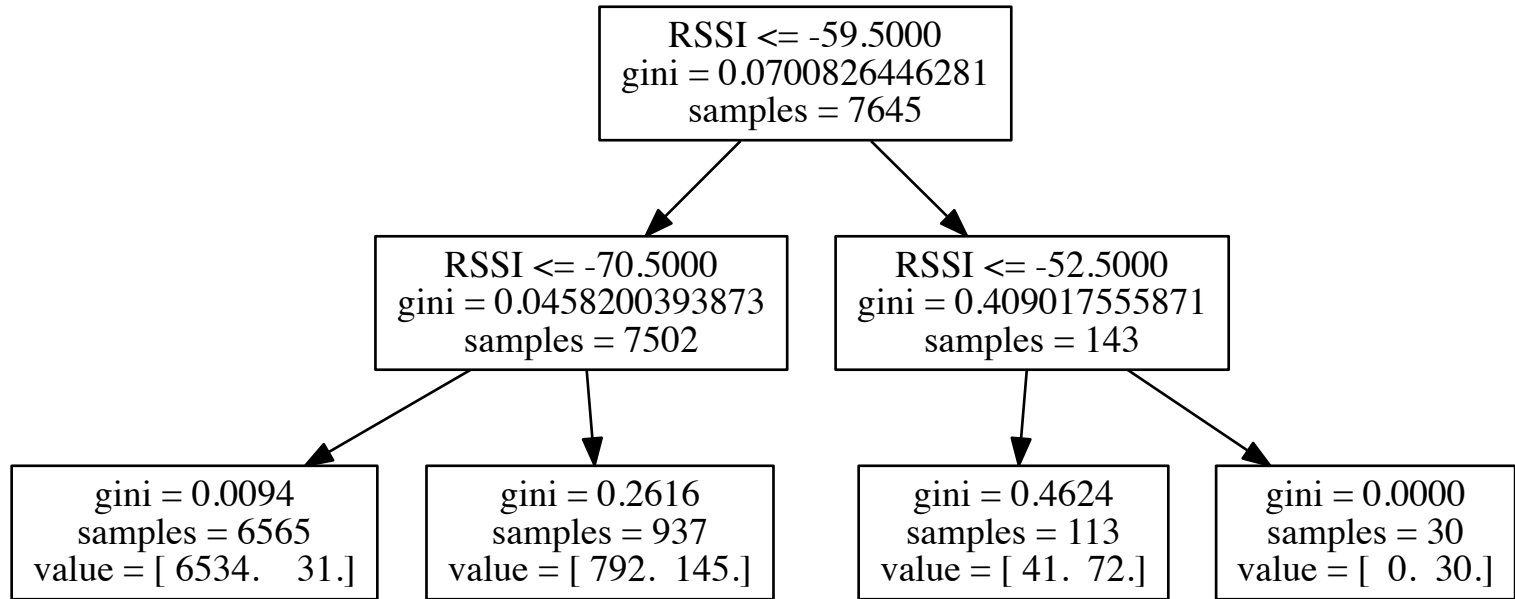 RSSI <= -59.5000
gini = 0.0700826446281
samples = 7645
RSSI <= -70.5000
gini = 0.0458200393873
samples = 7502
RSSI <= -52.5000
gini = 0.409017555871
samples = 143
gini = 0.0094
samples = 6565
value = [ 6534.    31.]
gini = 0.2616
samples = 937
value = [ 792.  145.]
gini = 0.4624
samples = 113
value = [ 41.  72.]
gini = 0.0000
samples = 30
value = [  0.  30.]